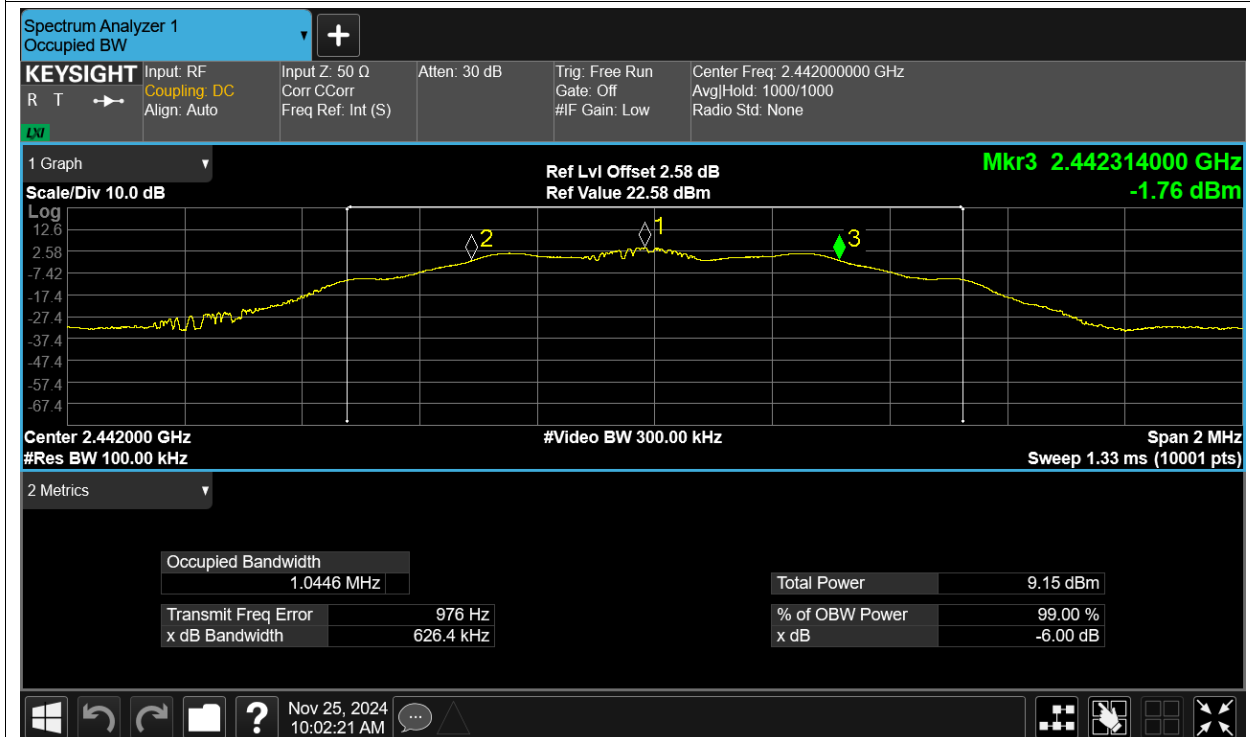 Spectrum Analyzer 1
Occupied BW
KEYSIGHT
R T
LXI
Input: RF
Coupling: DC
Align: Auto
Input Z: 50 Ω
Corr CCorr
Freq Ref: Int (S)
Atten: 30 dB
Trig: Free Run
Gate: Off
#IF Gain: Low
Center Freq: 2.442000000 GHz
Avg|Hold: 1000/1000
Radio Std: None
1 Graph
Scale/Div 10.0 dB
Ref Lvl Offset 2.58 dB
Ref Value 22.58 dBm
Mkr3 2.442314000 GHz
-1.76 dBm
Log
12.6
2.58
-7.42
-17.4
-27.4
-37.4
-47.4
-57.4
-67.4
2
1
3
Center 2.442000 GHz
#Res BW 100.00 kHz
#Video BW 300.00 kHz
Span 2 MHz
Sweep 1.33 ms (10001 pts)
2 Metrics
Occupied Bandwidth
1.0446 MHz
Transmit Freq Error 976 Hz
x dB Bandwidth 626.4 kHz
Total Power 9.15 dBm
% of OBW Power 99.00 %
x dB -6.00 dB
?
Nov 25, 2024
10:02:21 AM